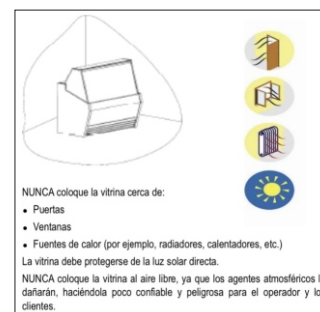 NUNCA coloque la vitrina cerca de:
• Puertas
• Ventanas
• Fuentes de calor (por ejemplo, radiadores, calentadores, etc.)
La vitrina debe protegerse de la luz solar directa.
NUNCA coloque la vitrina al aire libre, ya que los agentes atmosféricos l
dañarán, haciéndola poco confiable y peligrosa para el operador y lo
clientes.